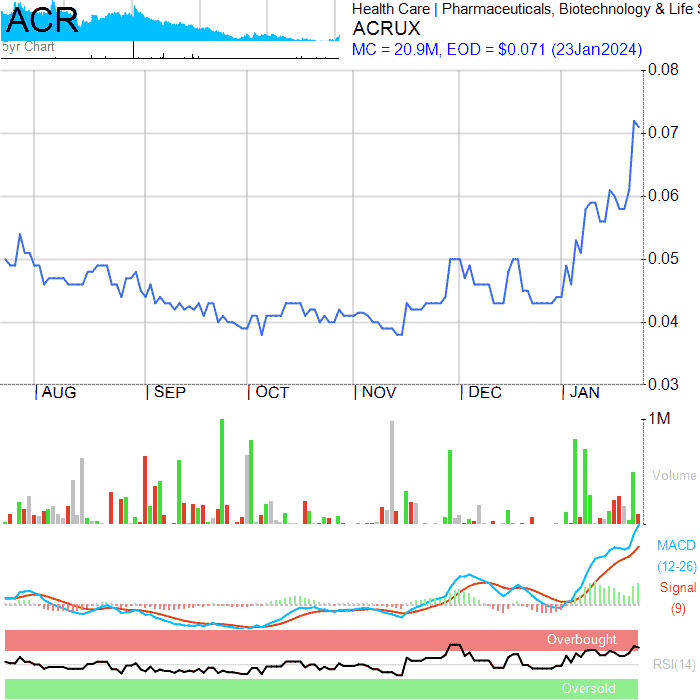 ACR
5yr Chart
Health Care | Pharmaceuticals, Biotechnology & Life S
ACRUX
MC = 20.9M, EOD = $0.071 (23Jan2024)
0.08
0.07
0.06
0.05
0.04
0.03
AUG SEP OCT NOV DEC JAN
1M
Volume
MACD
(12-26)
Signal
(9)
Overbought
RSI(14)
Oversold